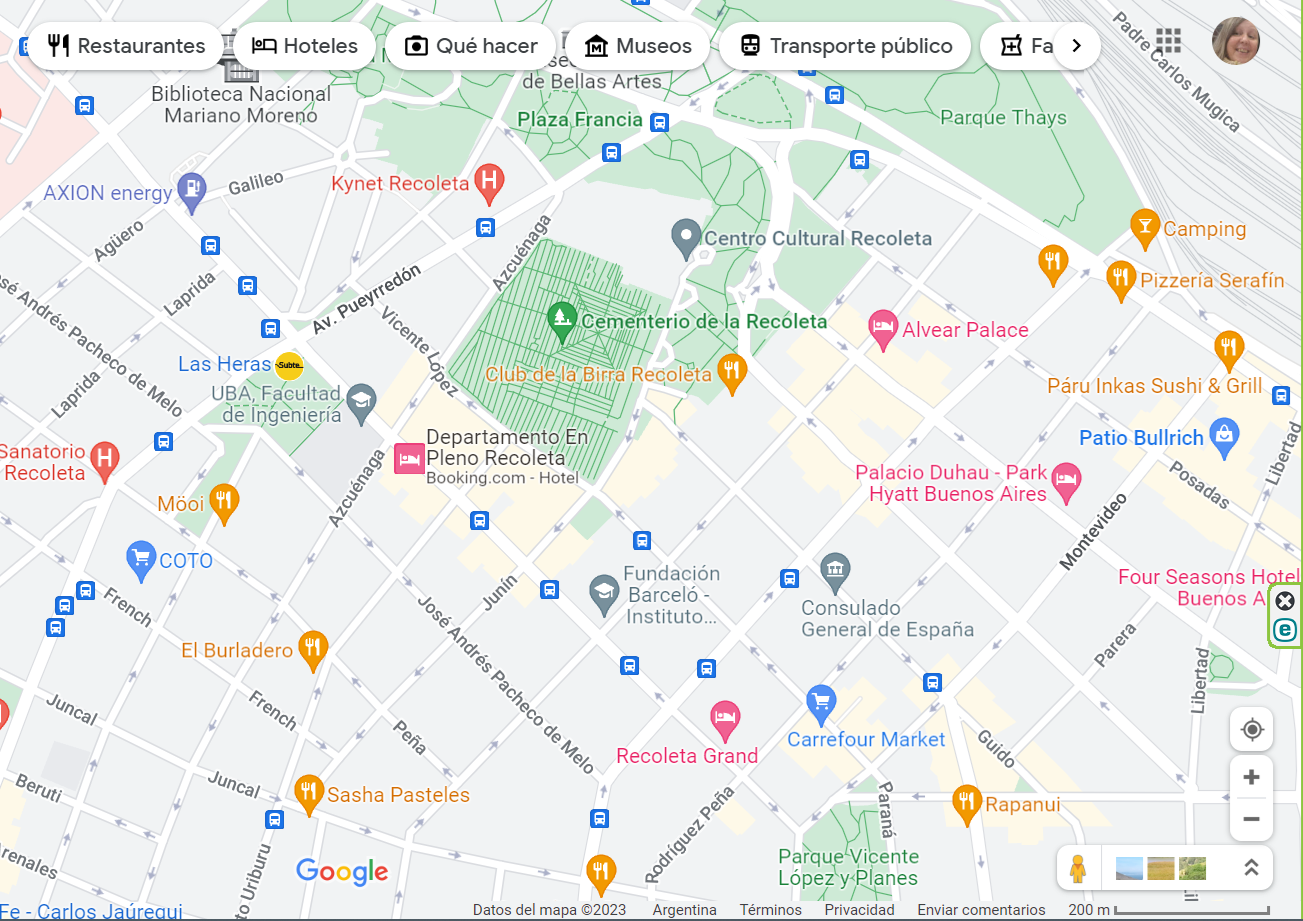 Restaurantes
Hoteles
Qué hacer
Museos
Transporte público
Fa
Padre Carlos Mugica
Biblioteca Nacional
Mariano Moreno
de Bellas Artes
Plaza Francia
Parque Thays
Kynet Recoleta
AXION energy
Galileo
Agüero
Azcuénaga
Centro Cultural Recoleta
Camping
Pizzería Serafín
Laprida
Av. Pueyrredón
Vicente López
Cementerio de la Recoleta
Alvear Palace
José Andrés Pacheco de Melo
Las Heras
Subte
Club de la Birra Recoleta
Páru Inkas Sushi & Grill
Laprida
UBA, Facultad
de Ingeniería
Patio Bullrich
Libertad
Departamento En
Pleno Recoleta
Booking.com - Hotel
Sanatorio
Recoleta
Palacio Duhau - Park
Hyatt Buenos Aires
Posadas
Möoi
Azcuénaga
Montevideo
COTO
Fundación
Barceló -
Instituto...
Four Seasons Hotel
Buenos A
French
Junín
José Andrés Pacheco de Melo
Consulado
General de España
Parera
El Burladero
Libertad
French
Juncal
Peña
Recoleta Grand
Carrefour Market
Guido
Beruti
Juncal
Sasha Pasteles
Rodríguez Peña
Paraná
Rapanui
Arenales
to Uriburu
Google
Parque Vicente
López y Planes
Fe - Carlos Jáuregui
Datos del mapa ©2023
Argentina
Términos
Privacidad
Enviar comentarios
200 m